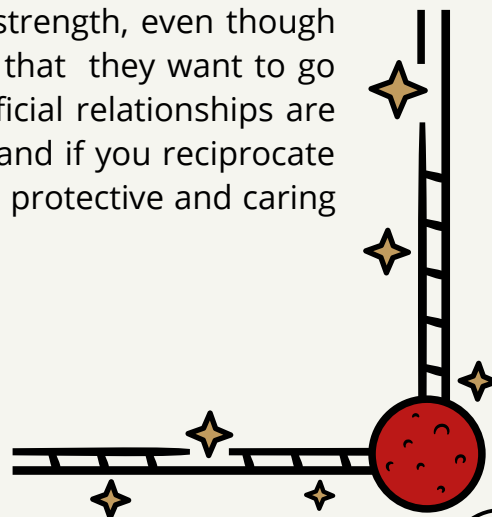 strength, even though
that they want to go
ficial relationships are
and if you reciprocate
protective and caring